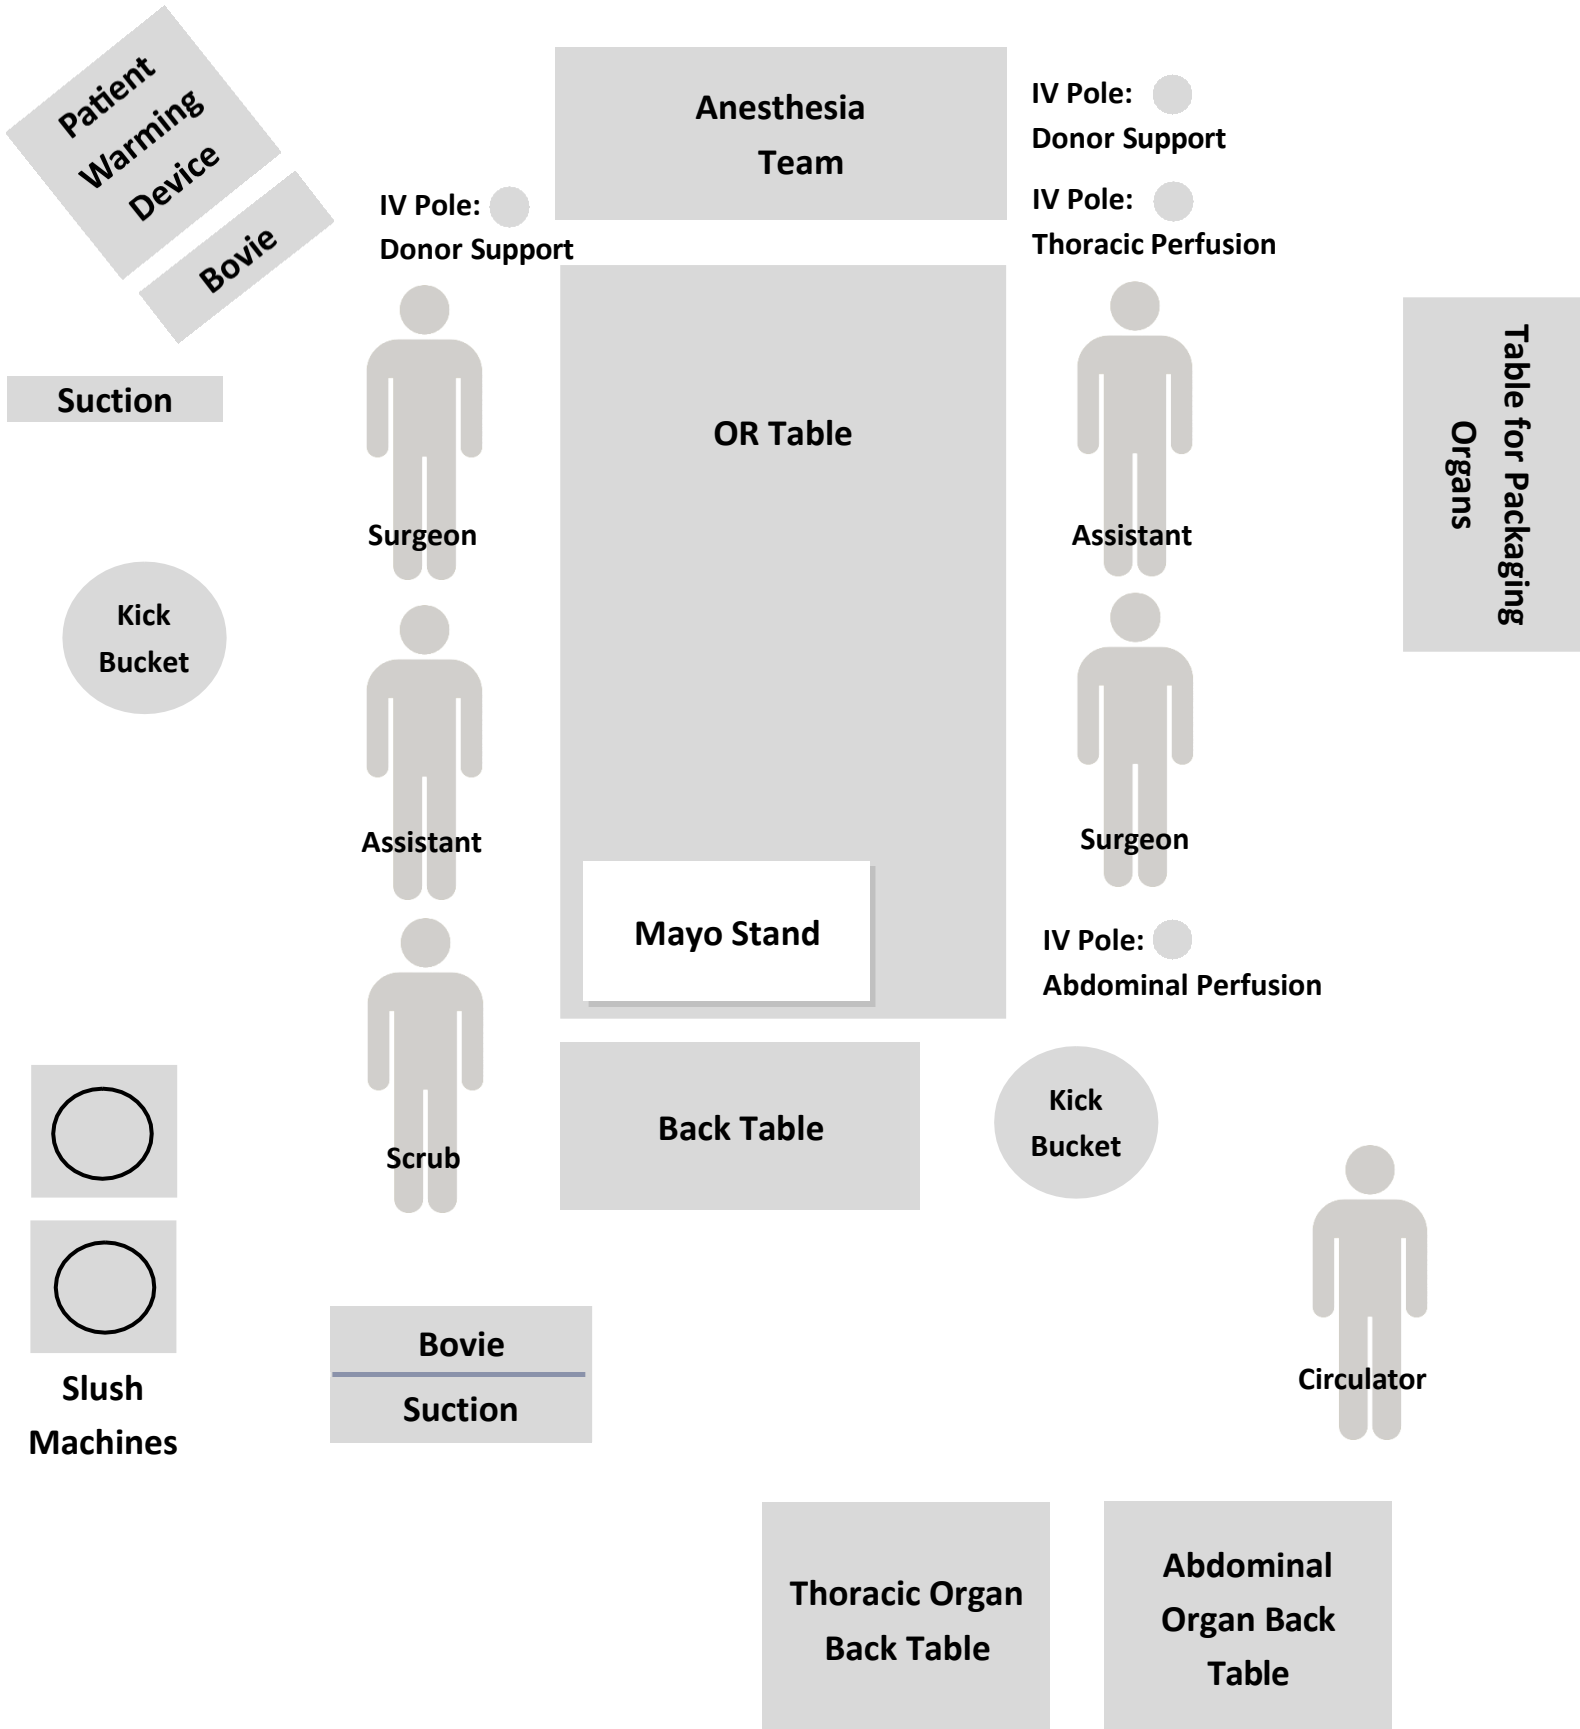 Patient
Warming
Device
Bovie
Anesthesia
Team
IV Pole:
Donor Support
IV Pole:
Thoracic Perfusion
IV Pole:
Donor Support
Suction
OR Table
Table for Packaging
Organs
Surgeon
Assistant
Kick
Bucket
Assistant
Surgeon
Mayo Stand
IV Pole:
Abdominal Perfusion
Back Table
Kick
Bucket
Scrub
Slush
Machines
Bovie
Suction
Circulator
Thoracic Organ
Back Table
Abdominal
Organ Back
Table